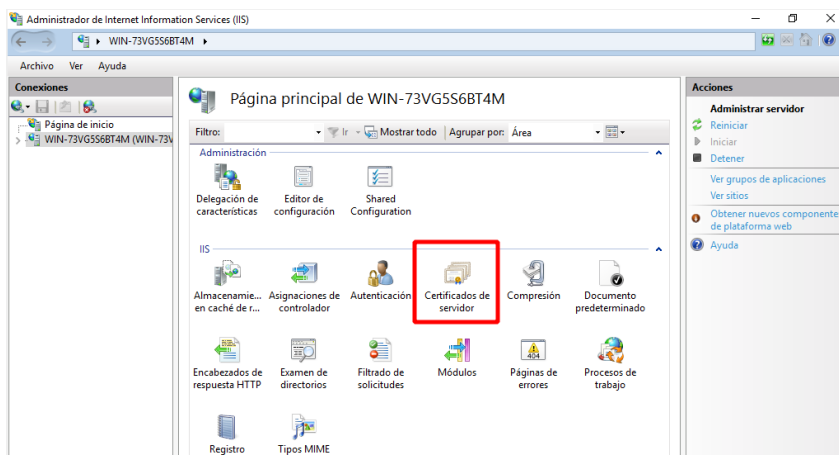 Administrador de Internet Information Services (IIS)
WIN-73VG5S6BT4M
Archivo Ver Ayuda
Conexiones
Página de inicio
WIN-73VG5S6BT4M (WIN-73V
Página principal de WIN-73VG5S6BT4M
Filtro: Ir Mostrar todo Agrupar por: Área
Administración
Delegación de características
Editor de configuración
Shared Configuration
IIS
Almacenamie... en caché de r...
Asignaciones de controlador
Autenticación
Certificados de servidor
Compresión
Documento predeterminado
Encabezados de respuesta HTTP
Examen de directorios
Filtrado de solicitudes
Módulos
404
Páginas de errores
Procesos de trabajo
Registro
Tipos MIME
Acciones
Administrar servidor
Reiniciar
Iniciar
Detener
Ver grupos de aplicaciones
Ver sitios
Obtener nuevos componente
de plataforma web
Ayuda